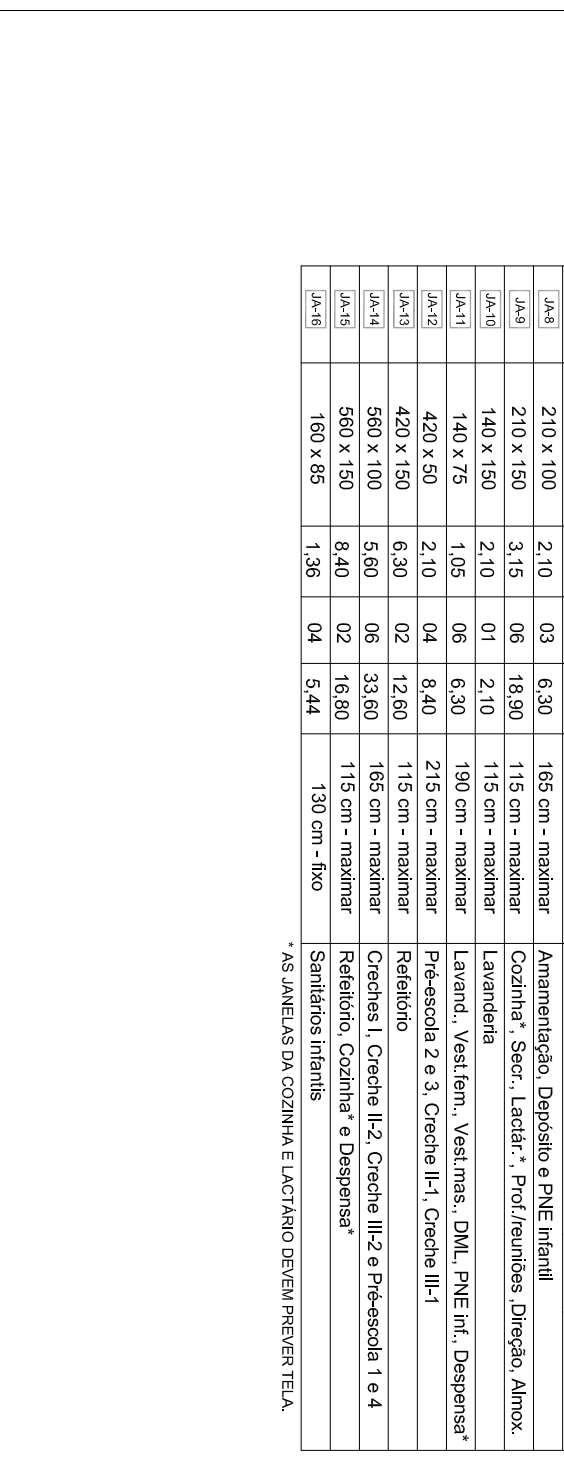 JA-8 210 x 100 2,10 03 6,30 165 cm - maximar Amamentação, Depósito e PNE infantil
JA-9 210 x 150 3,15 06 18,90 115 cm - maximar Cozinha*, Secr., Lactár.*, Prof./reuniões ,Direção, Almox.
JA-10 140 x 150 2,10 01 2,10 115 cm - maximar Lavanderia
JA-11 140 x 75 1,05 06 6,30 190 cm - maximar Lavand., Vest.fem., Vest.mas., DML, PNE inf., Despensa*
JA-12 420 x 50 2,10 04 8,40 215 cm - maximar Pré-escola 2 e 3, Creche II-1, Creche III-1
JA-13 420 x 150 6,30 02 12,60 115 cm - maximar Refeitório
JA-14 560 x 100 5,60 06 33,60 165 cm - maximar Creches I, Creche II-2, Creche III-2 e Pré-escola 1 e 4
JA-15 560 x 150 8,40 02 16,80 115 cm - maximar Refeitório, Cozinha* e Despensa*
JA-16 160 x 85 1,36 04 5,44 130 cm - fixo Sanitários infantis
* AS JANELAS DA COZINHA E LACTÁRIO DEVEM PREVER TELA.